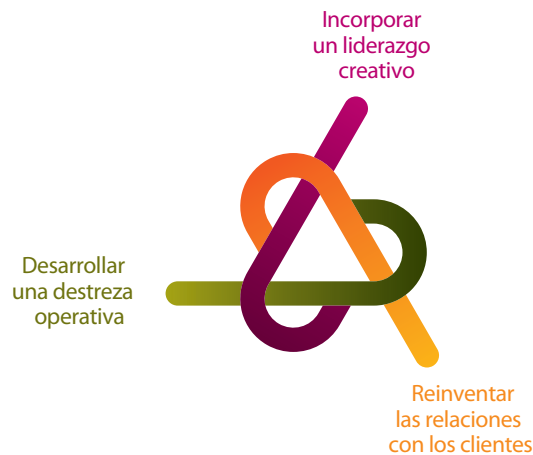 Incorporar
un liderazgo
creativo
Desarrollar
una destreza
operativa
Reinventar
las relaciones
con los clientes